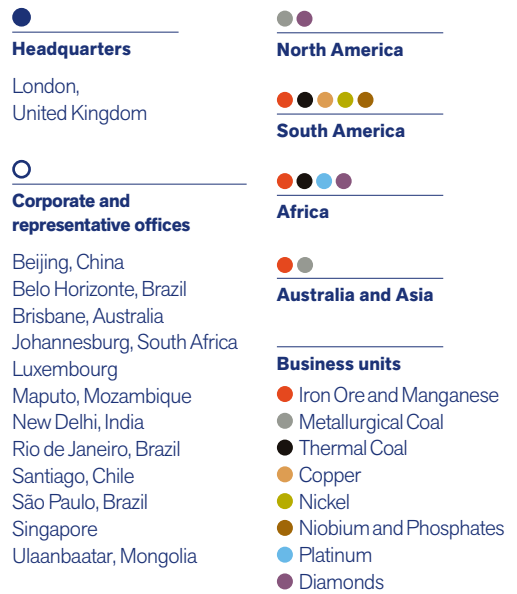 Headquarters
London,
United Kingdom
Corporate and
representative offices
Beijing, China
Belo Horizonte, Brazil
Brisbane, Australia
Johannesburg, South Africa
Luxembourg
Maputo, Mozambique
New Delhi, India
Rio de Janeiro, Brazil
Santiago, Chile
São Paulo, Brazil
Singapore
Ulaanbaatar, Mongolia
North America
South America
Africa
Australia and Asia
Business units
Iron Ore and Manganese
Metallurgical Coal
Thermal Coal
Copper
Nickel
Niobium and Phosphates
Platinum
Diamonds